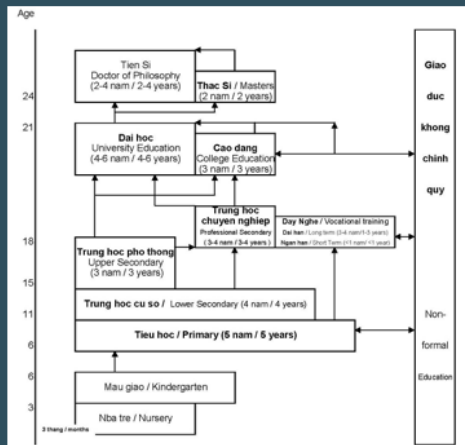 Age
Tien Si
Doctor of Philosophy
(2-4 nam / 2-4 years)
Thac Si / Masters
(2 nam / 2 years)
24
21
Dai hoc
University Education
(4-6 nam / 4-6 years)
Cao dang
College Education
(3 nam / 3 years)
Trung hoc
chuyen nghiep
Professional Secondary
(3-4 nam / 3-4 years)
Day Nghe / Vocational training
Dai han / Long term (3-4 nam/1-3 years)
Ngan han / Short Term (<1 nam/ <1 year)
18
Trung hoc pho thong
Upper Secondary
(3 nam / 3 years)
15
Trung hoc cu so / Lower Secondary (4 nam / 4 years)
11
Tieu hoc / Primary (5 nam / 5 years)
6
6
Mau giao / Kindergarten
3
Nba tre / Nursery
3 thang / months
Giao
duc
khong
chinh
quy
Non-
formal
Education